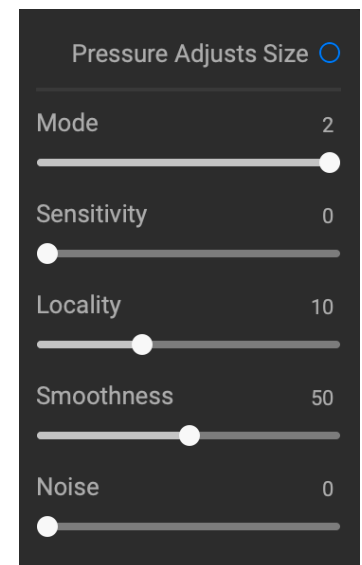 Pressure Adjusts Size
Mode 2
Sensitivity 0
Locality 10
Smoothness 50
Noise 0